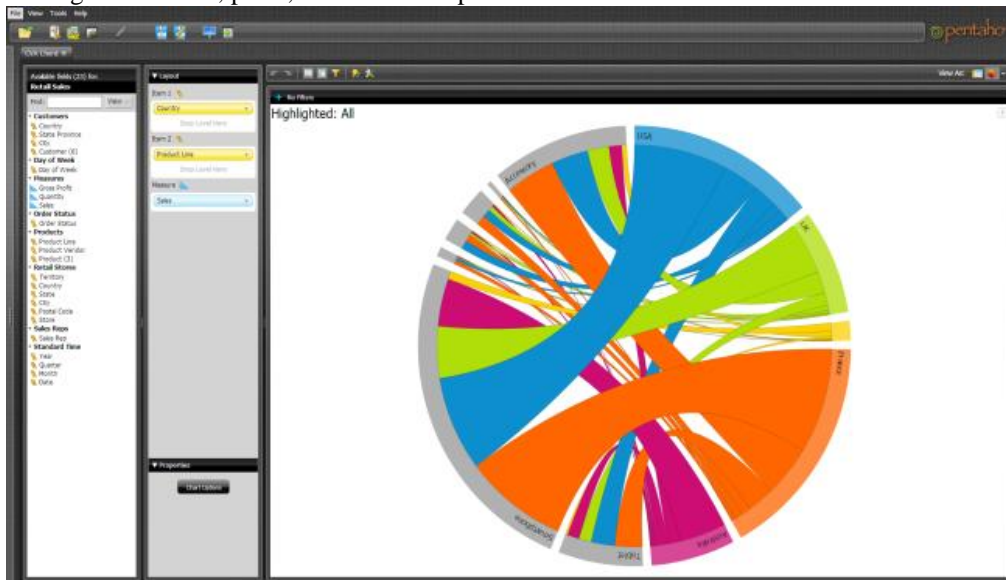 File View Tools Help
pentaho
Available fields (23) for:
Retail Sales
Find:
View
Customers
Country
State Province
City
Day of Week
Day of Week
Measures
Gross Profit
Quantity
Sales
Order Status
Order Status
Products
Product Line
Product Vendor
Retail Stores
Territory
Country
State
City
Postal Code
Store
Sales Reps
Sales Rep
Standard Time
Year
Quarter
Month
Date
Layout
Item 1
Country
Drop Level Here
Item 2
Product Line
Drop Level Here
Measure
Sales
Properties
Chart Options
View As:
No Filters
Highlighted: All
USA
UK
France
Australia
Tablet
Smartphone
Accessory